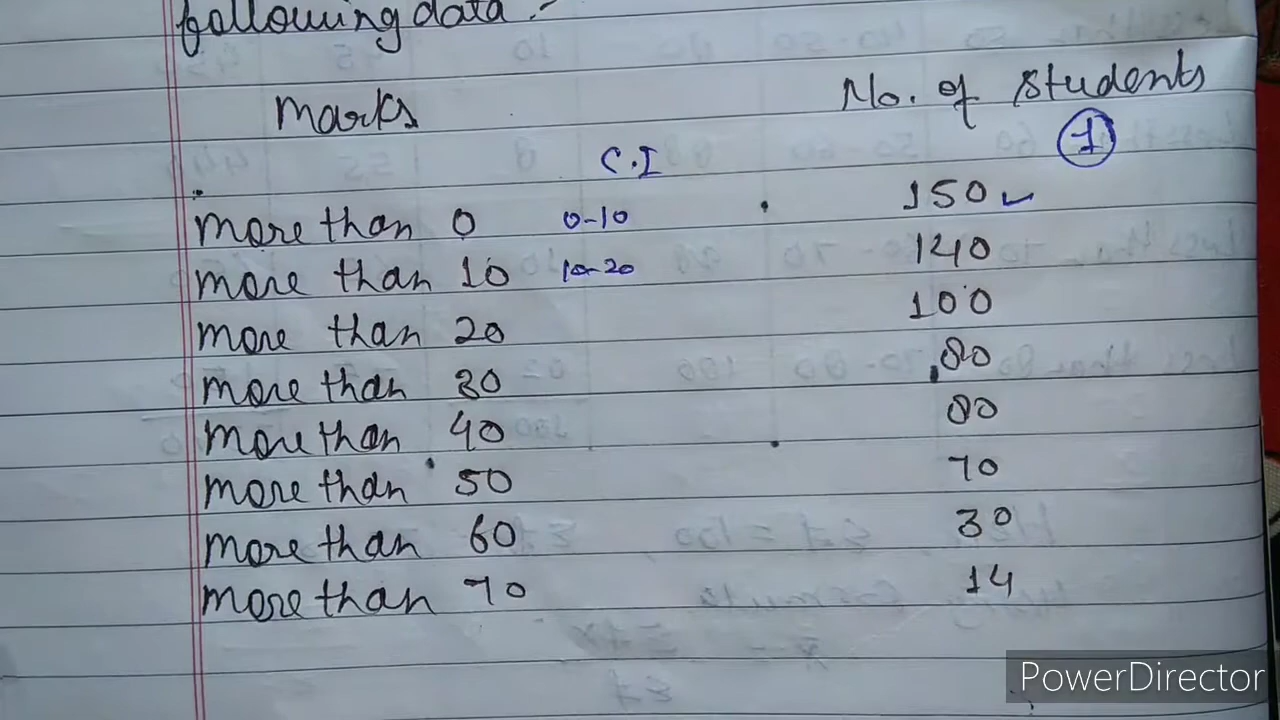 following data :-
Marks No. of students
C.I 1
more than 0 0-10 150
more than 10 10-20 140
more than 20 100
more than 30 80
more than 40 80
more than 50 70
more than 60 30
more than 70 14
PowerDirector